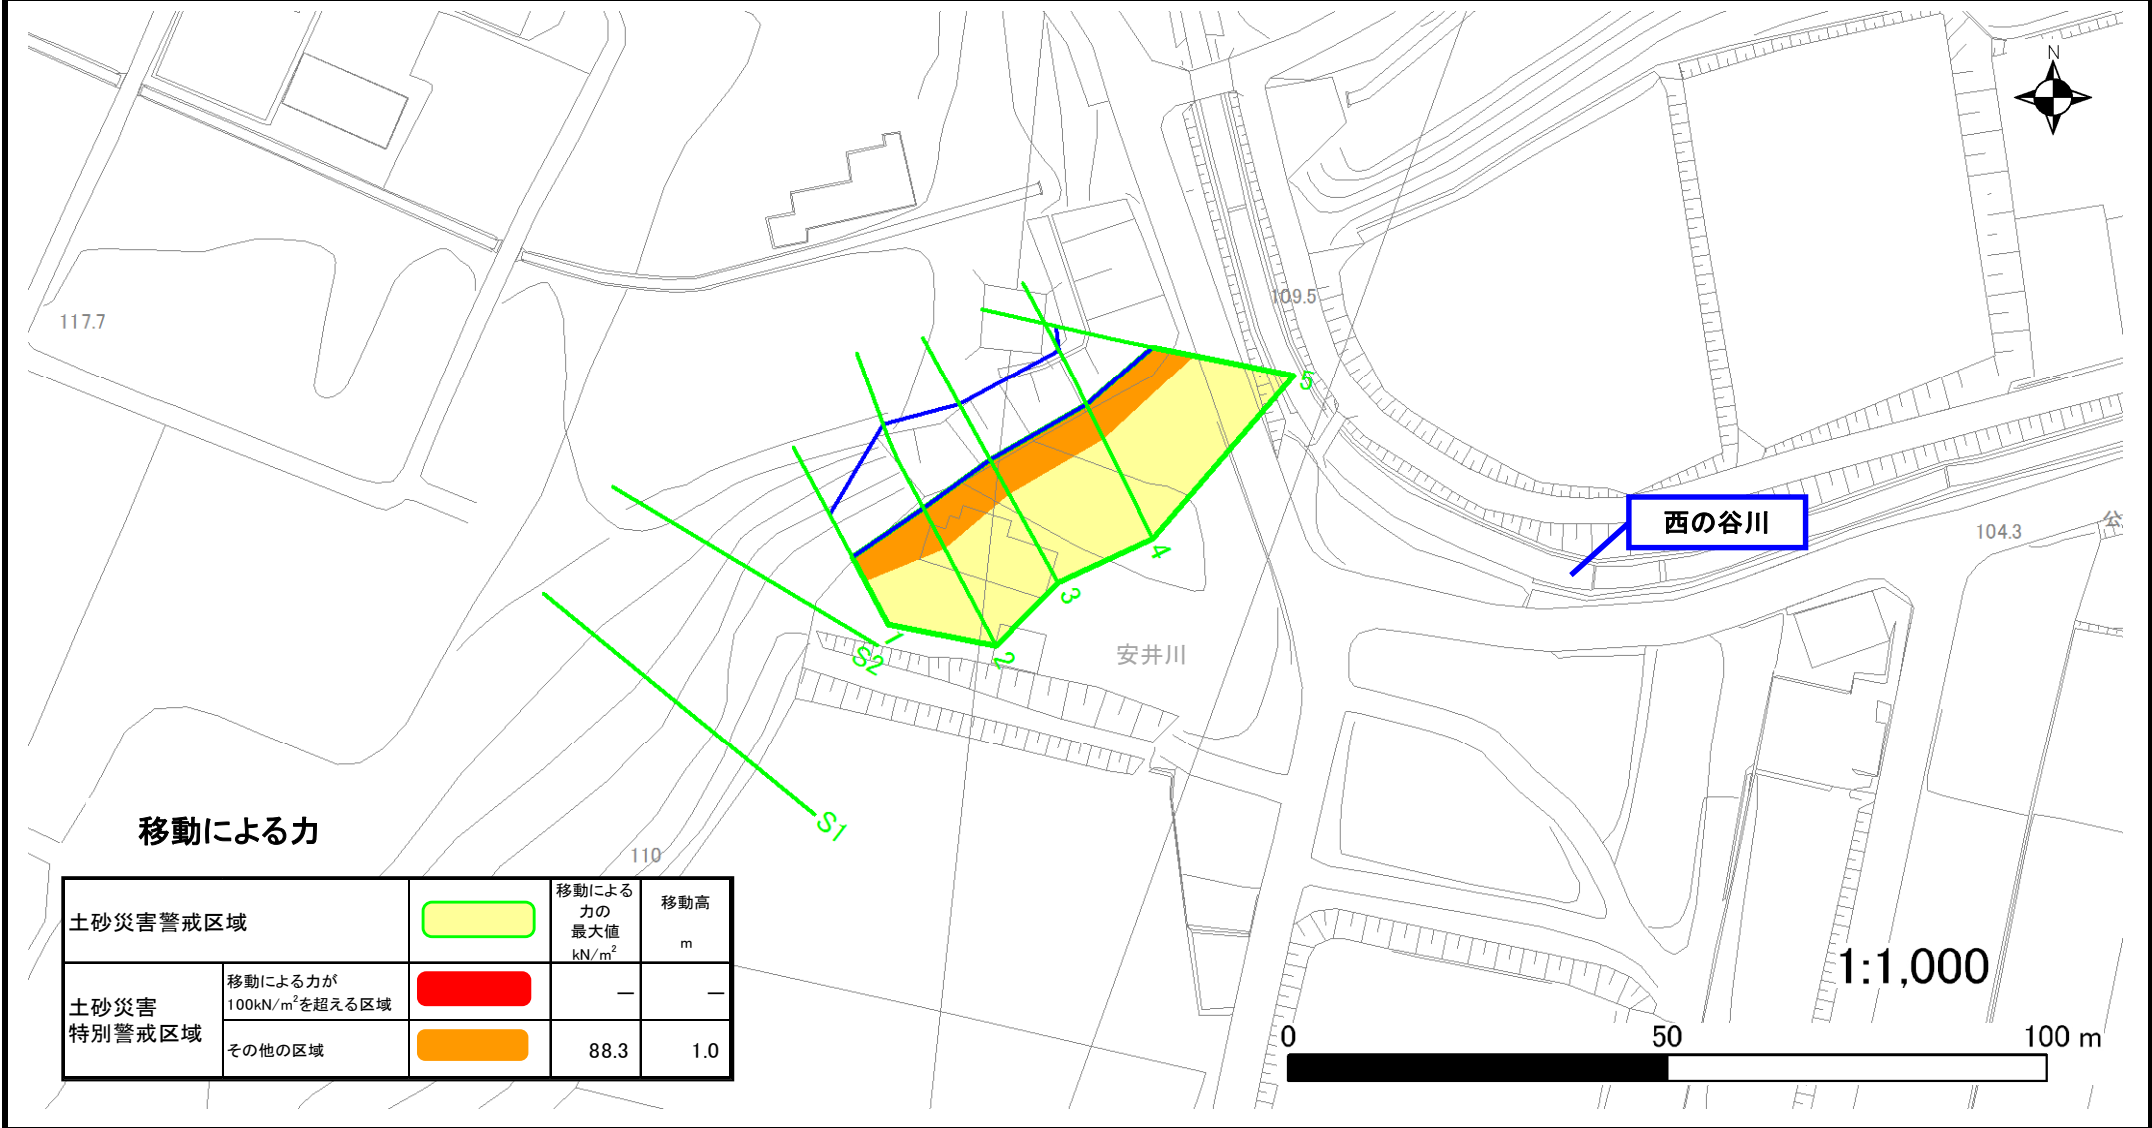 N
117.7
109.5
5
西の谷川
104.3
公
4
3
1
2
S2
安井川
S1
110
移動による力
土砂災害警戒区域
移動による
力の
最大値
kN/m²
移動高
m
土砂災害
特別警戒区域
移動による力が
100kN/m²を超える区域
―
―
その他の区域
88.3
1.0
1:1,000
0
50
100 m